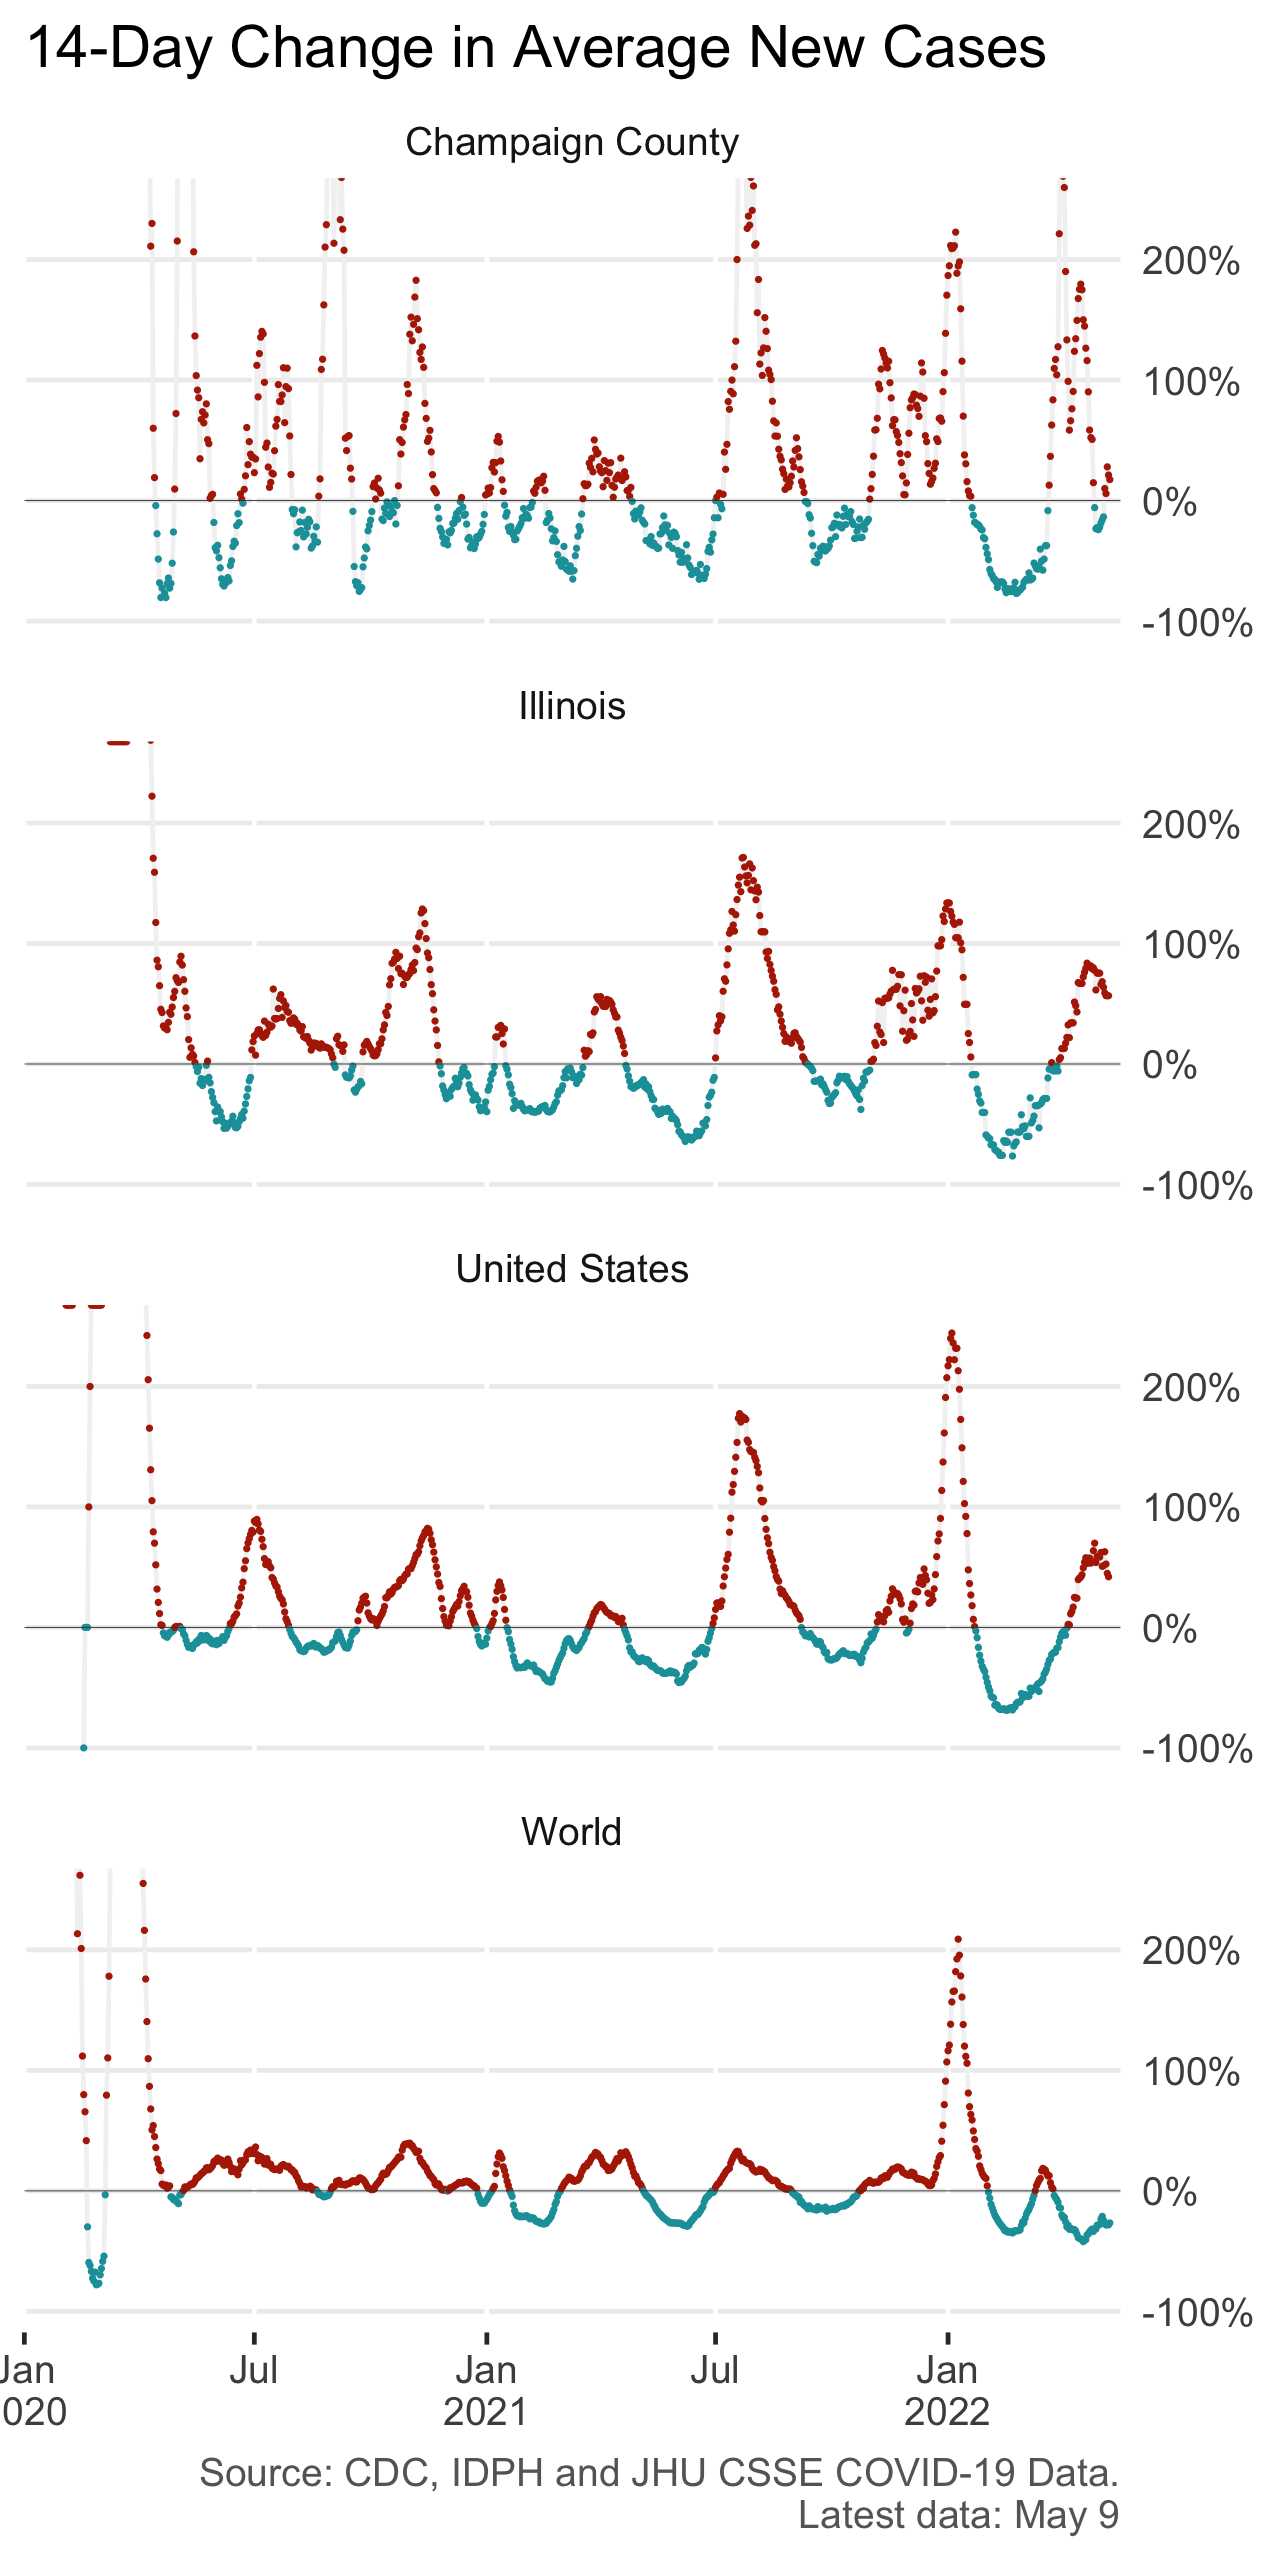 14-Day Change in Average New Cases
Champaign County
200%
100%
0%
-100%
Illinois
200%
100%
0%
-100%
United States
200%
100%
0%
-100%
World
200%
100%
0%
-100%
Jan Jul Jan Jul Jan
020 2021 2022
Source: CDC, IDPH and JHU CSSE COVID-19 Data.
Latest data: May 9